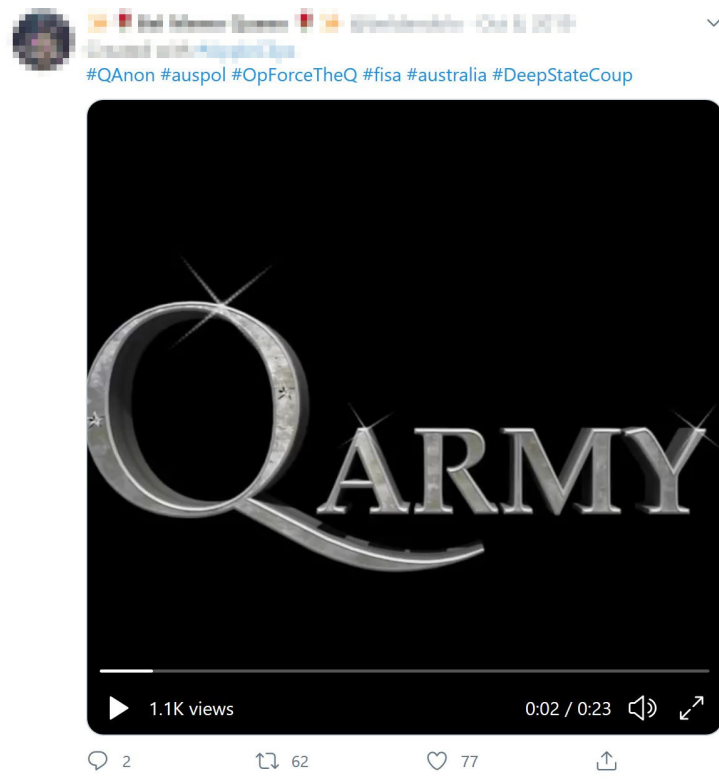 #QAnon #auspol #OpForceTheQ #fisa #australia #DeepStateCoup
QARMY
1.1K views
0:02 / 0:23
2 62 77